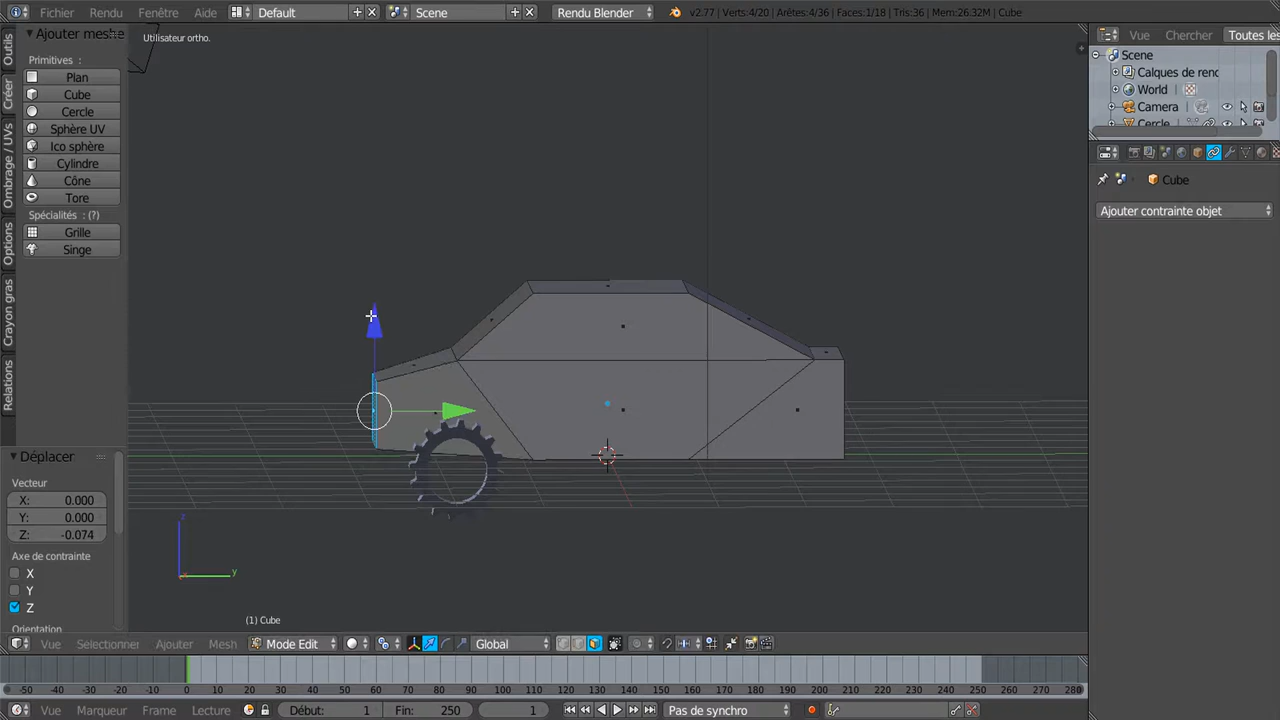 Fichier Rendu Fenêtre Aide Default Scene Rendu Blender v2.77 | Verts:4/20 | Arêtes:4/36 | Faces:1/18 | Tris:36 | Mem:26.32M | Cube
Ajouter meshe
Utilisateur ortho.
Primitives :
Plan
Cube
Cercle
Sphère UV
Ico sphère
Cylindre
Cône
Tore
Spécialités : (?)
Grille
Singe
Outils
Créer
Ombrage / UVs
Options
Crayon gras
Relations
Déplacer
Vecteur
X: 0.000
Y: 0.000
Z: -0.074
Axe de contrainte
X
Y
Z
Orientation
z
y
(1) Cube
Vue Chercher Toutes les
Scene
Calques de renc
World
Camera
Cercle
Cube
Ajouter contrainte objet
Vue Sélectionner Ajouter Mesh Mode Edit Global
-50 -40 -30 -20 -10 0 10 20 30 40 50 60 70 80 90 100 110 120 130 140 150 160 170 180 190 200 210 220 230 240 250 260 270 280
Vue Marqueur Frame Lecture Début: 1 Fin: 250 1 Pas de synchro